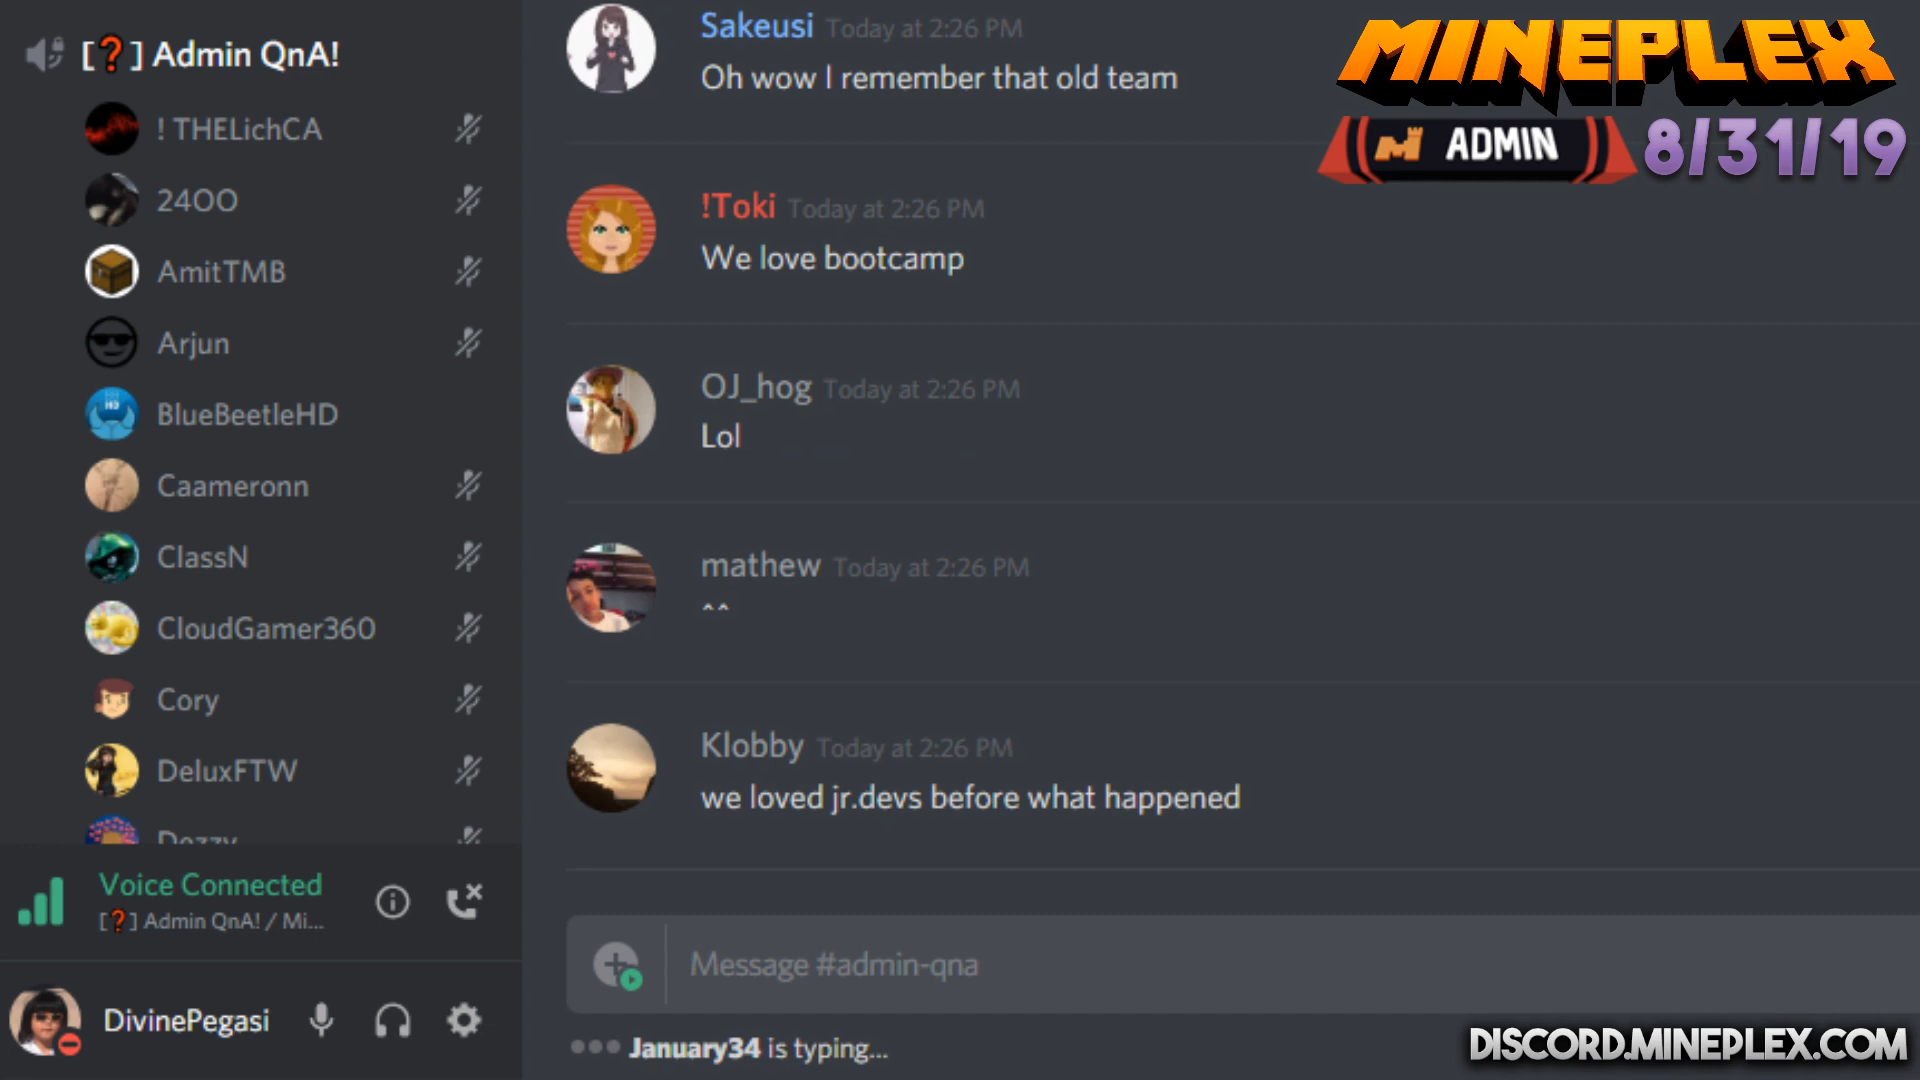 [❓] Admin QnA!
! THELichCA
24OO
AmitTMB
Arjun
BlueBeetleHD
Caameronn
ClassN
CloudGamer360
Cory
DeluxFTW
Dozzy
Voice Connected
[❓] Admin QnA! / Mi...
DivinePegasi
Sakeusi Today at 2:26 PM
Oh wow I remember that old team
!Toki Today at 2:26 PM
We love bootcamp
OJ_hog Today at 2:26 PM
Lol
mathew Today at 2:26 PM
^^
Klobby Today at 2:26 PM
we loved jr.devs before what happened
Message #admin-qna
January34 is typing...
MINEPLEX
ADMIN 8/31/19
DISCORD.MINEPLEX.COM